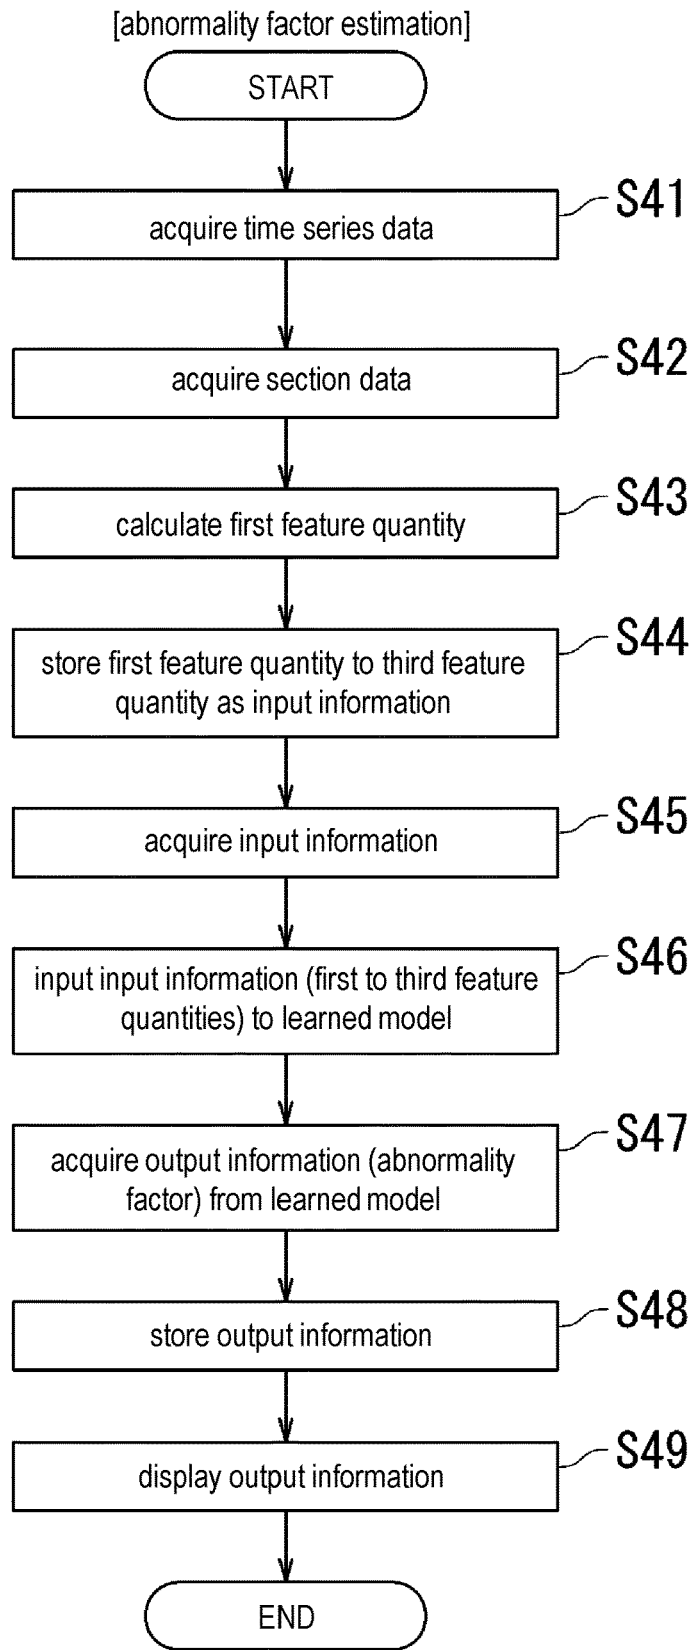 [abnormality factor estimation]
START
S41
acquire time series data
S42
acquire section data
S43
calculate first feature quantity
S44
store first feature quantity to third feature
quantity as input information
S45
acquire input information
S46
input input information (first to third feature
quantities) to learned model
S47
acquire output information (abnormality
factor) from learned model
S48
store output information
S49
display output information
END